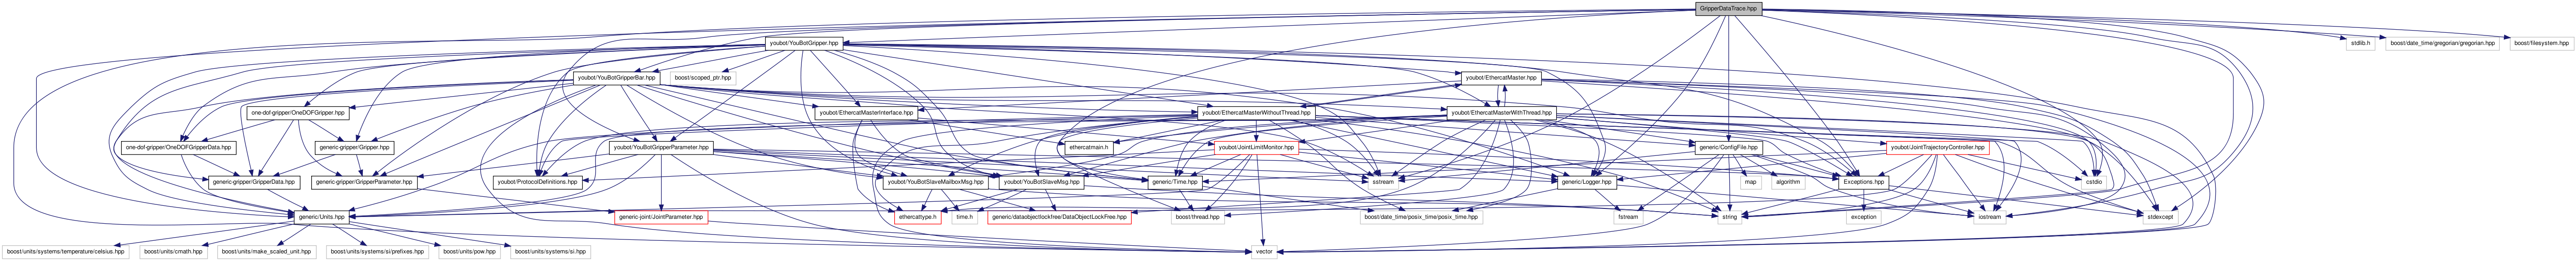 GripperDataTrace.hpp
youbot/YouBotGripper.hpp
stdlib.h
boost/date_time/gregorian/gregorian.hpp
boost/filesystem.hpp
youbot/YouBotGripperBar.hpp
boost/scoped_ptr.hpp
youbot/EthercatMaster.hpp
one-dof-gripper/OneDOFGripper.hpp
youbot/EthercatMasterInterface.hpp
youbot/EthercatMasterWithoutThread.hpp
youbot/EthercatMasterWithThread.hpp
one-dof-gripper/OneDOFGripperData.hpp
generic-gripper/Gripper.hpp
youbot/YouBotGripperParameter.hpp
ethercatmain.h
youbot/JointLimitMonitor.hpp
generic/ConfigFile.hpp
youbot/JointTrajectoryController.hpp
generic-gripper/GripperData.hpp
generic-gripper/GripperParameter.hpp
youbot/ProtocolDefinitions.hpp
youbot/YouBotSlaveMailboxMsg.hpp
youbot/YouBotSlaveMsg.hpp
generic/Time.hpp
sstream
generic/Logger.hpp
map
algorithm
Exceptions.hpp
cstdio
generic/Units.hpp
generic-joint/JointParameter.hpp
ethercattype.h
time.h
generic/dataobjectlockfree/DataObjectLockFree.hpp
boost/thread.hpp
boost/date_time/posix_time/posix_time.hpp
fstream
string
exception
iostream
stdexcept
boost/units/systems/temperature/celsius.hpp
boost/units/cmath.hpp
boost/units/make_scaled_unit.hpp
boost/units/systems/si/prefixes.hpp
boost/units/pow.hpp
boost/units/systems/si.hpp
vector